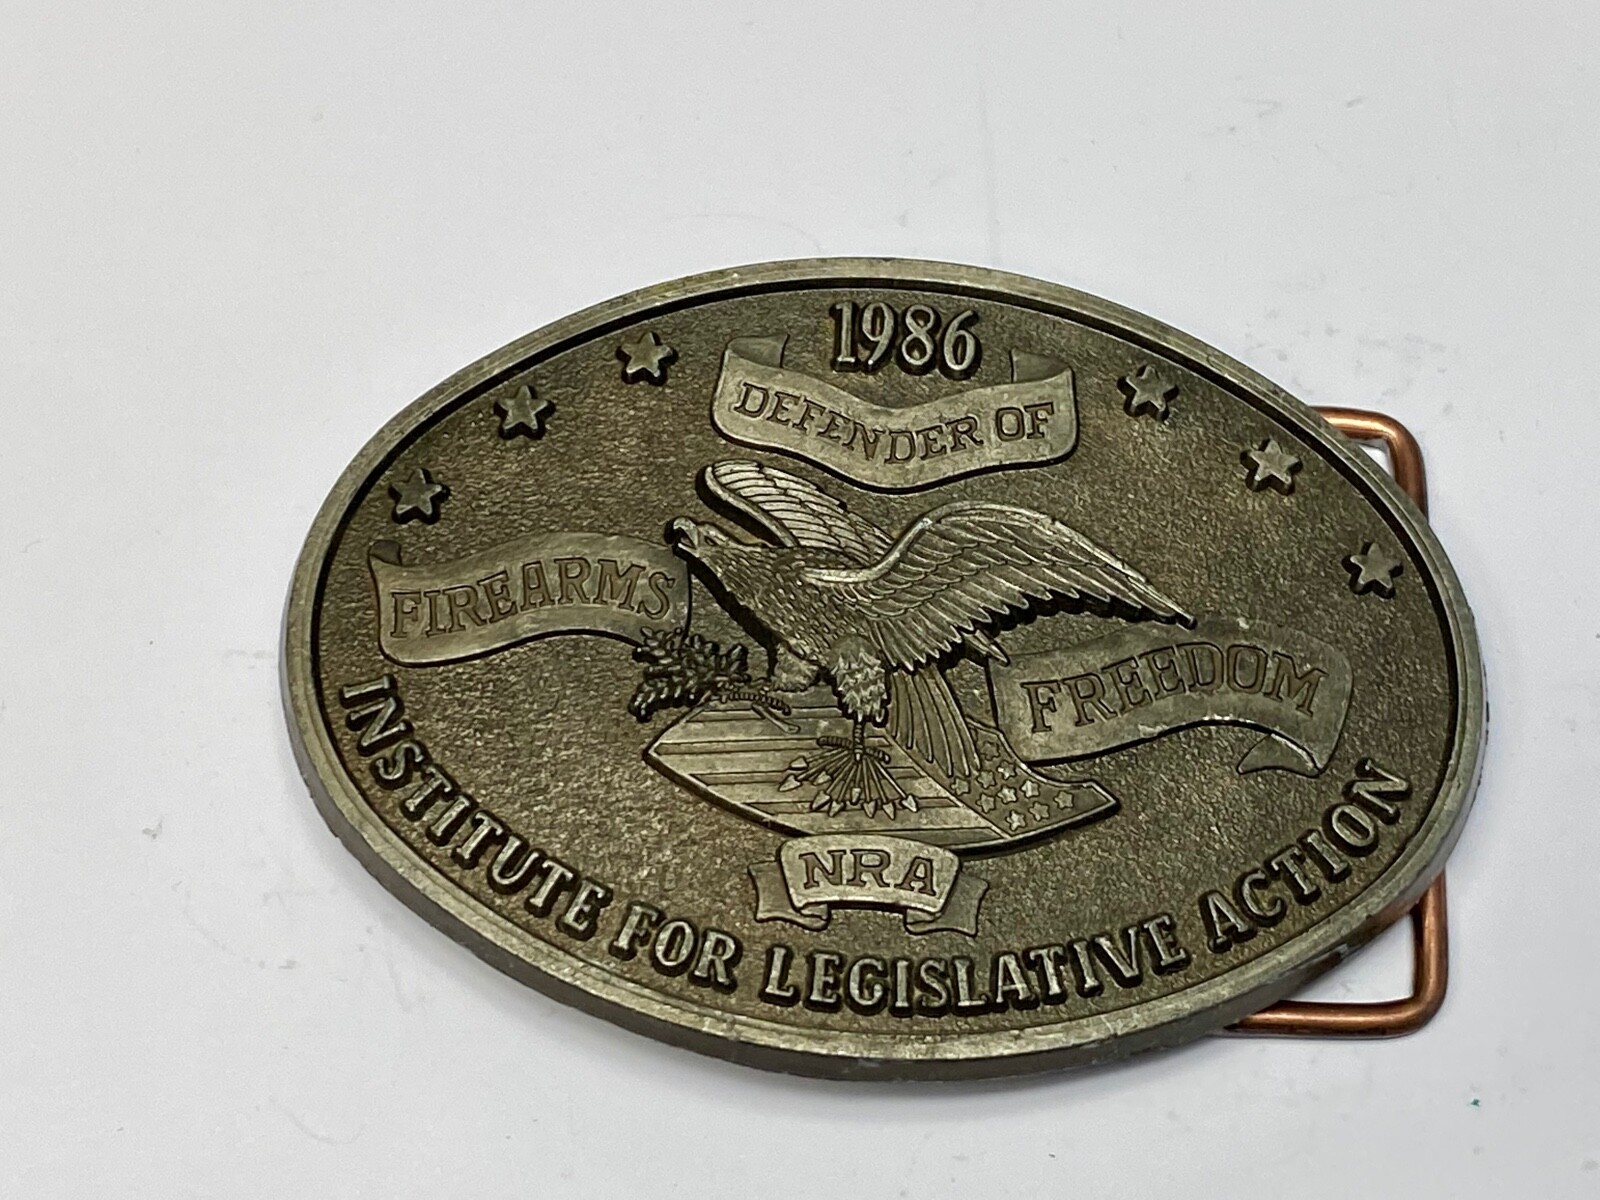 1986
DEFENDER OF
FIREARMS
FREEDOM
NRA
INSTITUTE FOR LEGISLATIVE ACTION